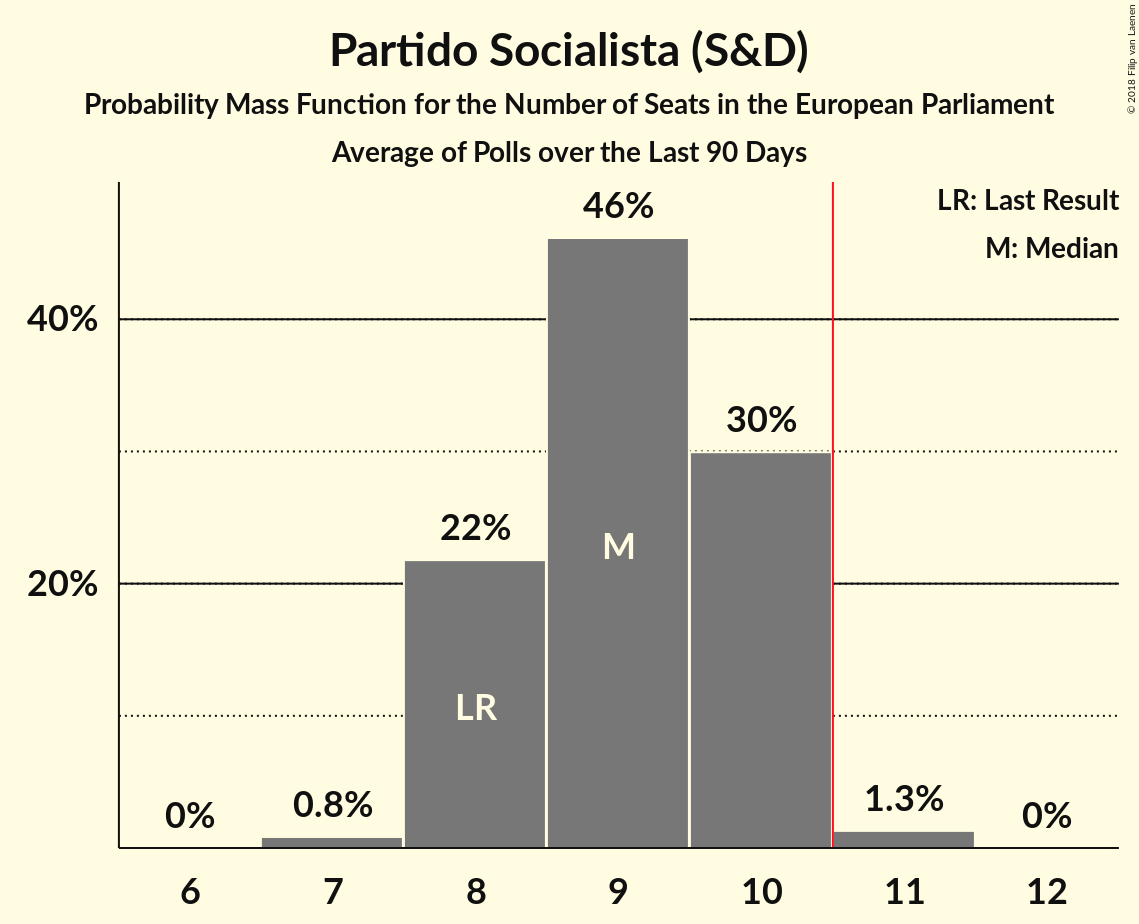 Partido Socialista (S&D)
Probability Mass Function for the Number of Seats in the European Parliament
Average of Polls over the Last 90 Days
© 2018 Filip van Laenen
LR: Last Result
M: Median
46%
40%
30%
22%
M
20%
LR
0%
0.8%
1.3%
0%
6 7 8 9 10 11 12